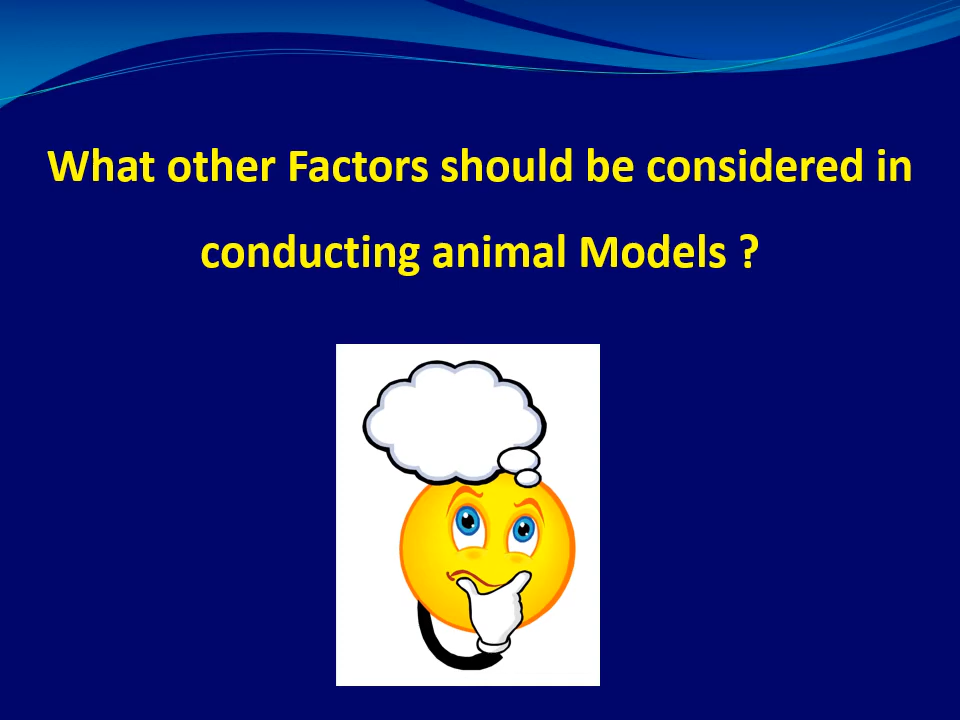 What other Factors should be considered in
conducting animal Models ?